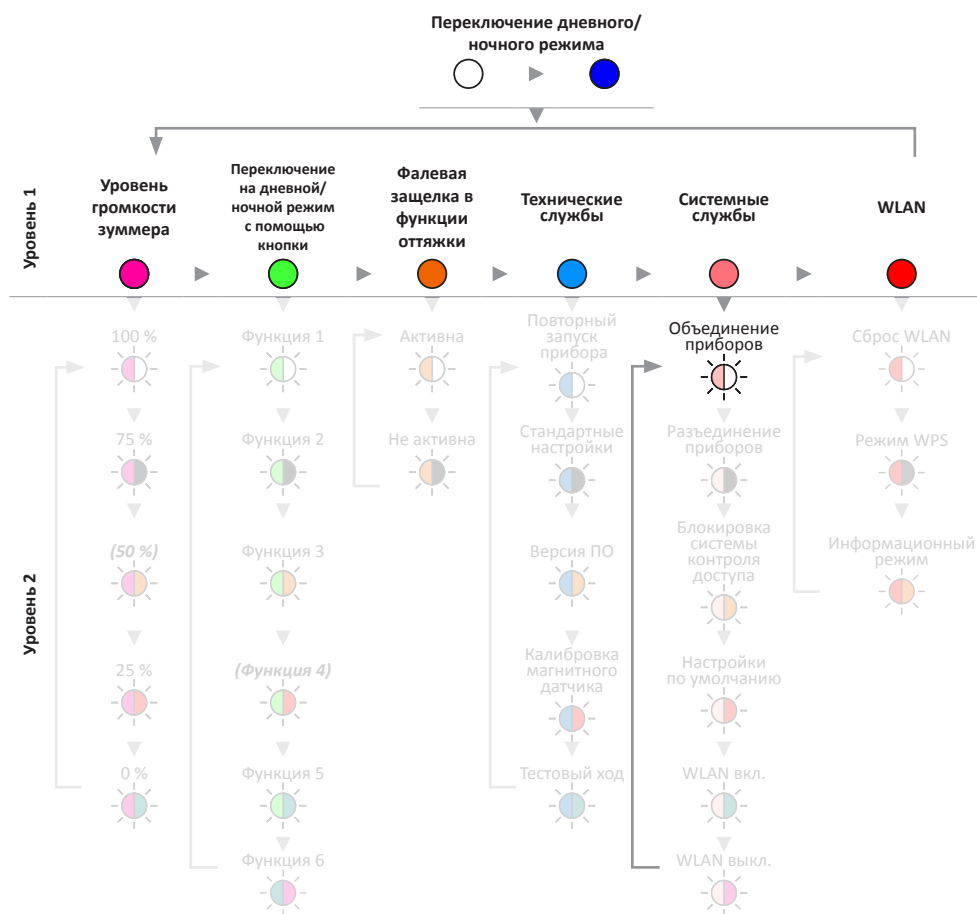 Переключение дневного/
ночного режима
Уровень 1
Уровень
громкости
зуммера
Переключение
на дневной/
ночной режим
с помощью
кнопки
Фалевая
защелка в
функции
оттяжки
Технические
службы
Системные
службы
WLAN
Уровень 2
100 %
75 %
(50 %)
25 %
0 %
Функция 1
Функция 2
Функция 3
(Функция 4)
Функция 5
Функция 6
Активна
Не активна
Повторный
запуск
прибора
Стандартные
настройки
Версия ПО
Калибровка
магнитного
датчика
Тестовый ход
Объединение
приборов
Разъединение
приборов
Блокировка
системы
контроля
доступа
Настройки
по умолчанию
WLAN вкл.
WLAN выкл.
Сброс WLAN
Режим WPS
Информационный
режим